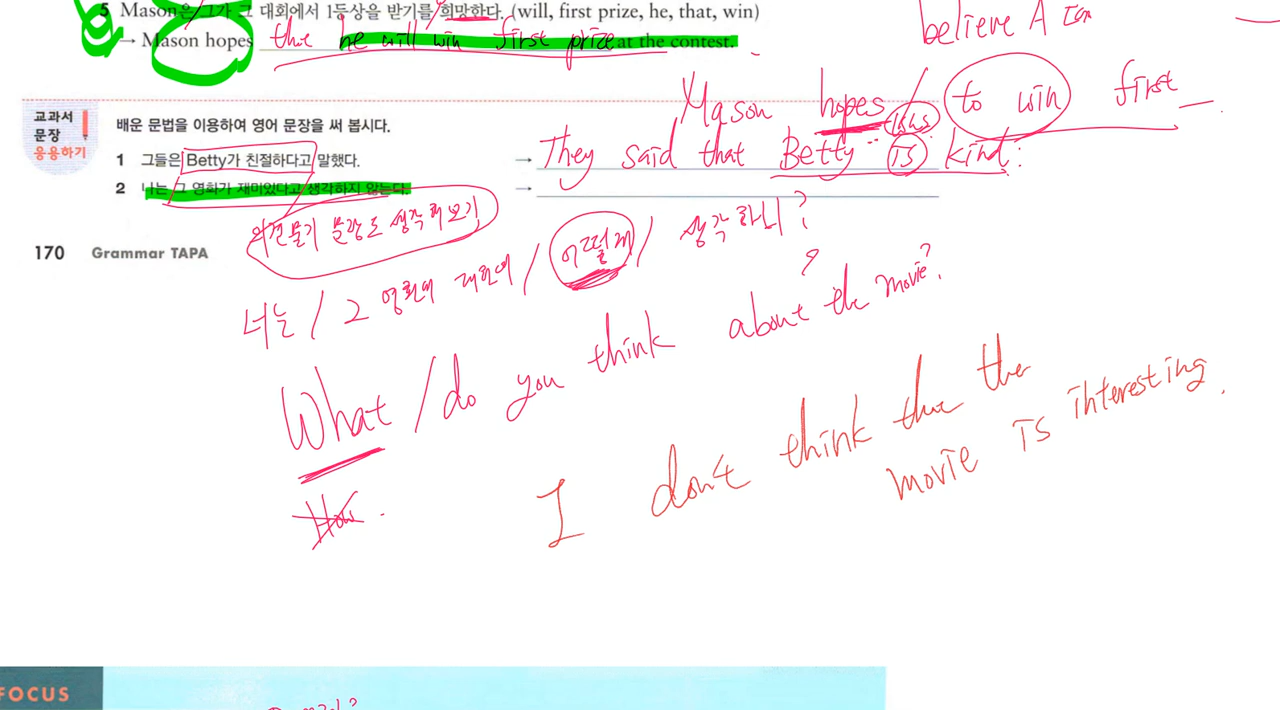 5 Mason은 그가 그 대회에서 1등상을 받기를 희망한다. (will, first prize, he, that, win)
→ Mason hopes that he will win first prize at the contest.
believe A
Mason hopes / to win first
교과서
문장
응용하기
배운 문법을 이용하여 영어 문장을 써 봅시다.
1 그들은 Betty가 친절하다고 말했다. → They said that Betty is kind.
2 나는 그 영화가 재미있다고 생각하지 않는다. →
의견 묻기 문장도 생각해보기
170 Grammar TAPA
너는 / 그 영화에 대하여 / 어떻게 / 생각하니?
What / do you think about the movie?
How
I don't think that the
movie is interesting.
FOCUS